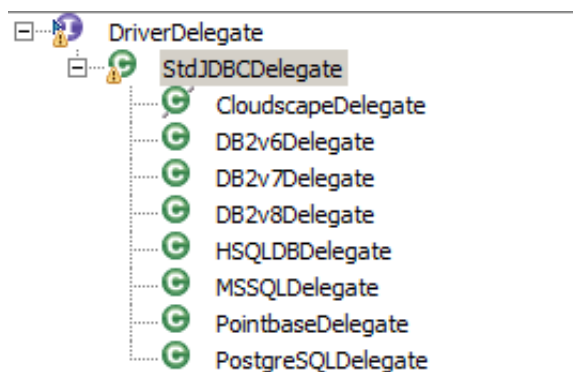 DriverDelegate
StdJDBCDelegate
CloudscapeDelegate
DB2v6Delegate
DB2v7Delegate
DB2v8Delegate
HSQLDBDelegate
MSSQLDelegate
PointbaseDelegate
PostgreSQLDelegate